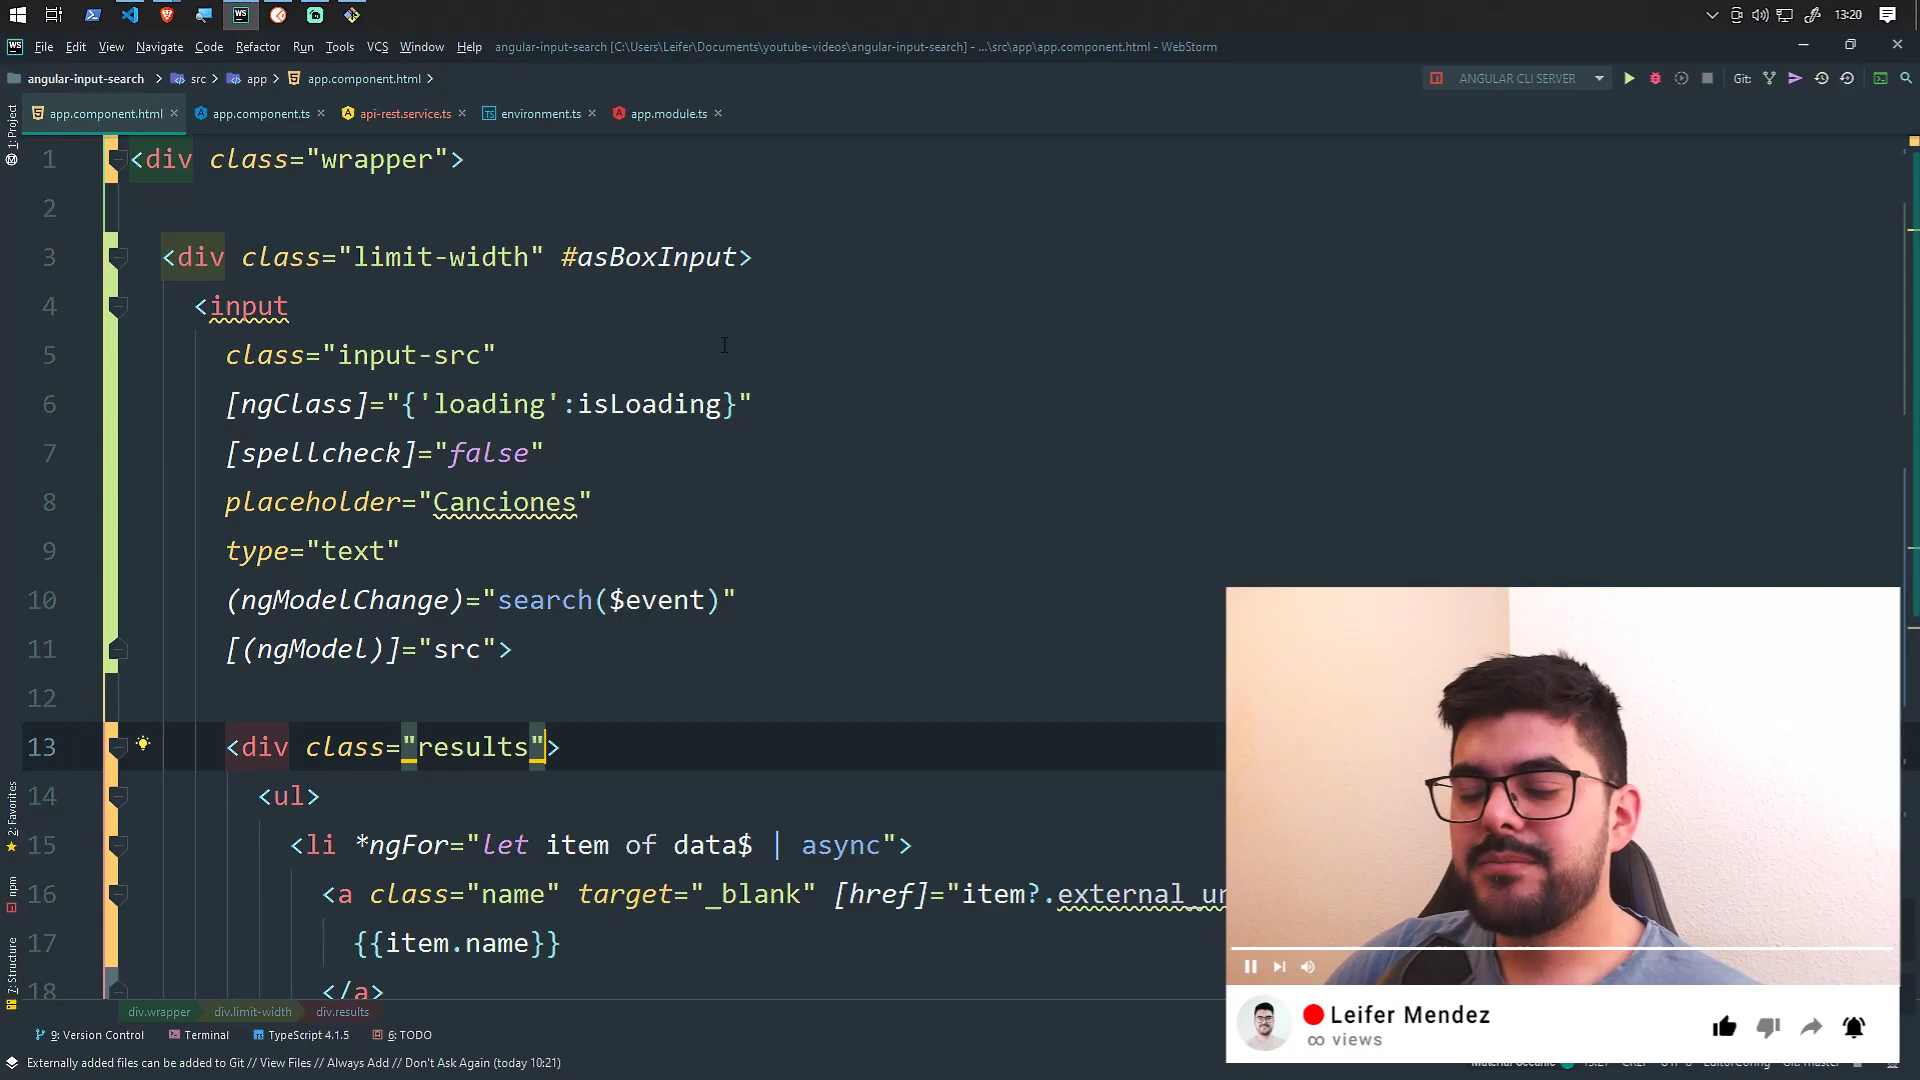 13:20
File Edit View Navigate Code Refactor Run Tools VCS Window Help angular-input-search [C:\Users\Leifer\Documents\youtube-videos\angular-input-search] - ...\src\app\app.component.html - WebStorm
angular-input-search src app app.component.html ANGULAR CLI SERVER Git:
app.component.html app.component.ts api-rest.service.ts environment.ts app.module.ts
1: Project
1 <div class="wrapper">
2
3 <div class="limit-width" #asBoxInput>
4 <input
5 class="input-src"
6 [ngClass]="{'loading':isLoading}"
7 [spellcheck]="false"
8 placeholder="Canciones"
9 type="text"
10 (ngModelChange)="search($event)"
11 [(ngModel)]="src">
12
13 <div class="results">
14 <ul>
15 <li *ngFor="let item of data$ | async">
16 <a class="name" target="_blank" [href]="item?.external_ur
17 {{item.name}}
18 </a>
2: Favorites
npm
7: Structure
div.wrapper div.limit-width div.results
9: Version Control Terminal TypeScript 4.1.5 6: TODO
Externally added files can be added to Git // View Files // Always Add // Don't Ask Again (today 10:21)
Leifer Mendez
∞ views